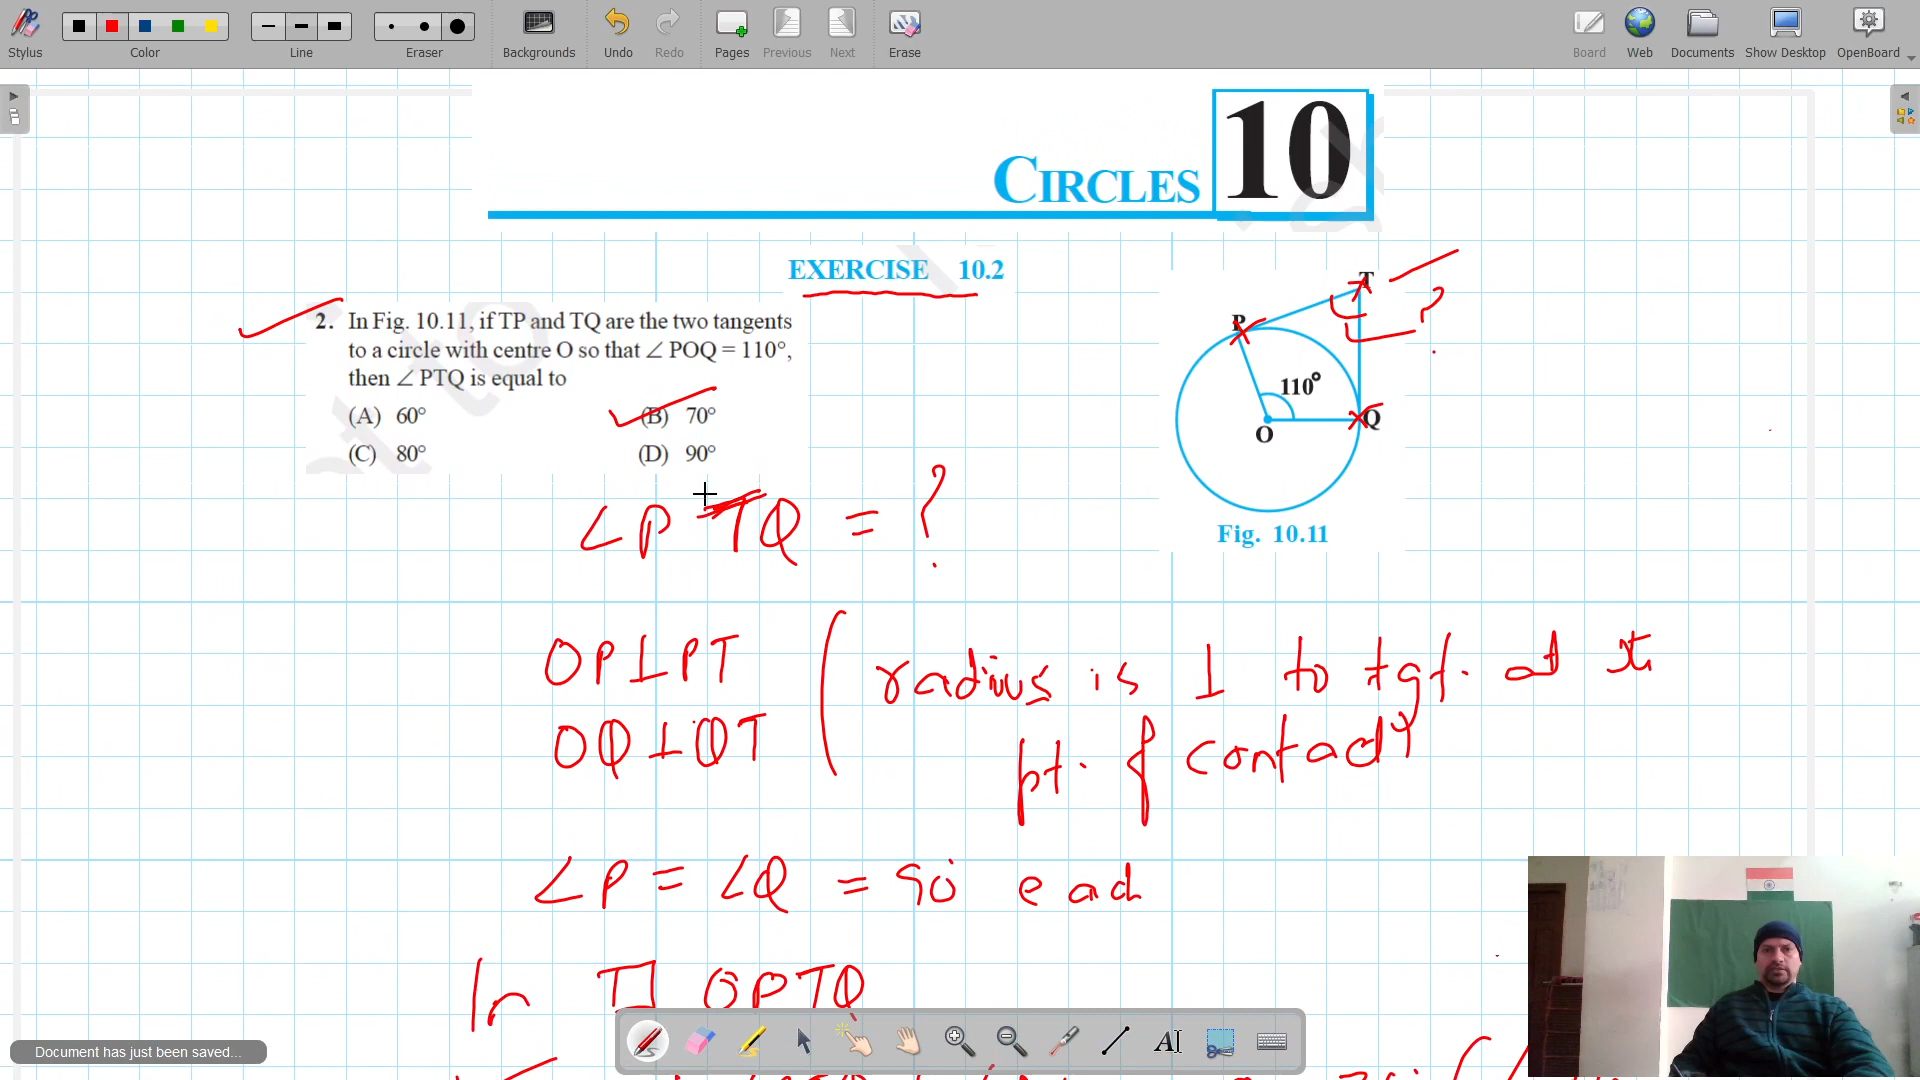 Stylus Color Line Eraser Backgrounds Undo Redo Pages Previous Next Erase Board Web Documents Show Desktop OpenBoard
CIRCLES 10
EXERCISE 10.2
2. In Fig. 10.11, if TP and TQ are the two tangents
to a circle with centre O so that ∠ POQ = 110°,
then ∠ PTQ is equal to
(A) 60° (B) 70°
(C) 80° (D) 90°
T
P
?
110°
O
Q
Fig. 10.11
∠PTQ = ?
OP⊥PT
OQ⊥QT
(radius is ⊥ to tgt. at
pt. of contact)
∠P = ∠Q = 90° each
In □ OPTQ
Document has just been saved...